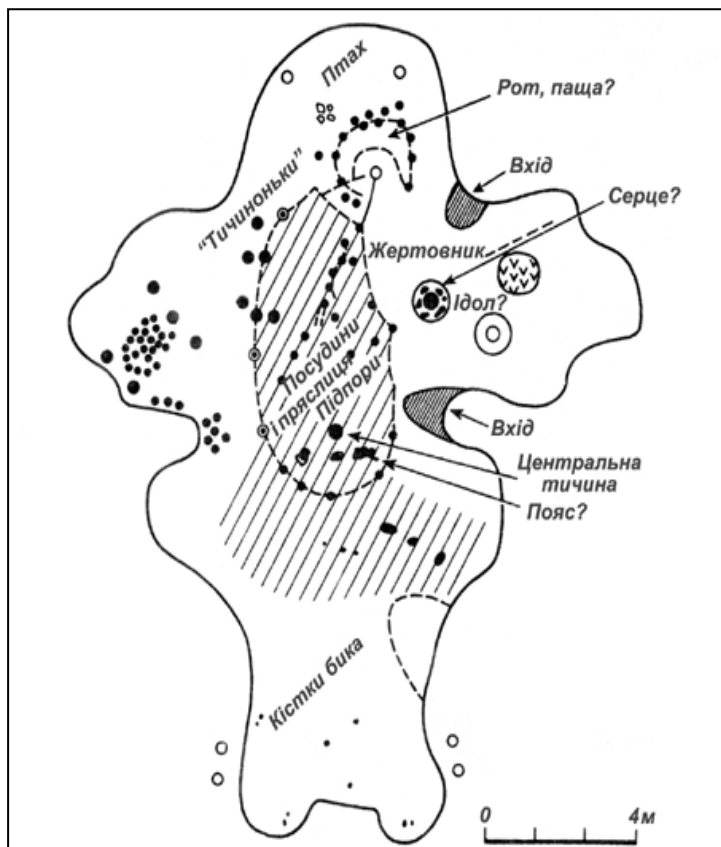 Птах
Рот, паща?
Вхід
Серце?
"Тичиноньки"
Жертовник
Ідол?
Посудини
і пряслиця
Підпори
Вхід
Центральна
тичина
Пояс?
Кістки бика
0 4м